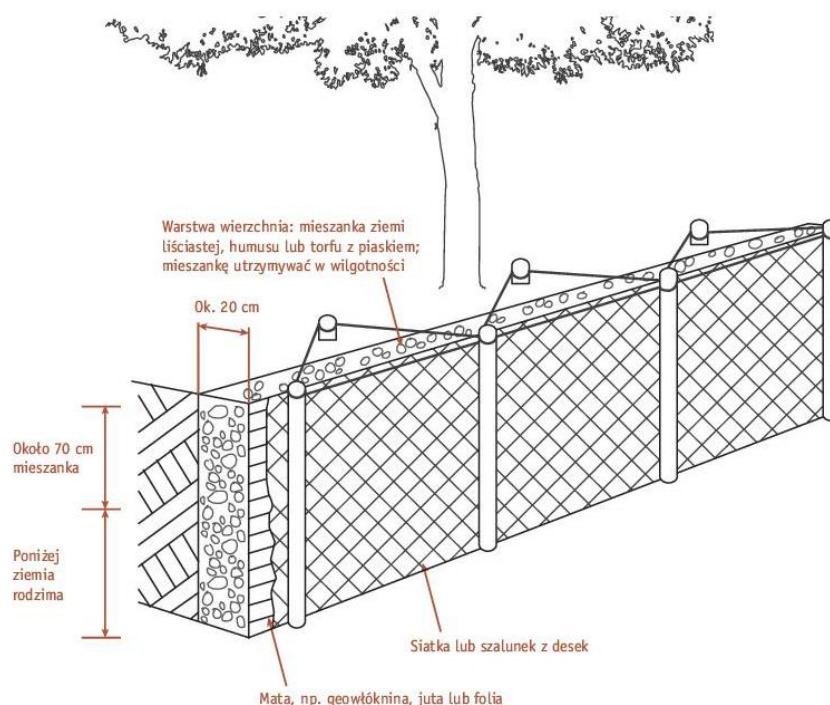 Warstwa wierzchnia: mieszanka ziemi
liściastej, humusu lub torfu z piaskiem;
mieszankę utrzymywać w wilgotności
Ok. 20 cm
Około 70 cm
mieszanka
Poniżej
ziemia
rodzima
Siatka lub szalunek z desek
Mata, np. geowłóknina, juta lub folia